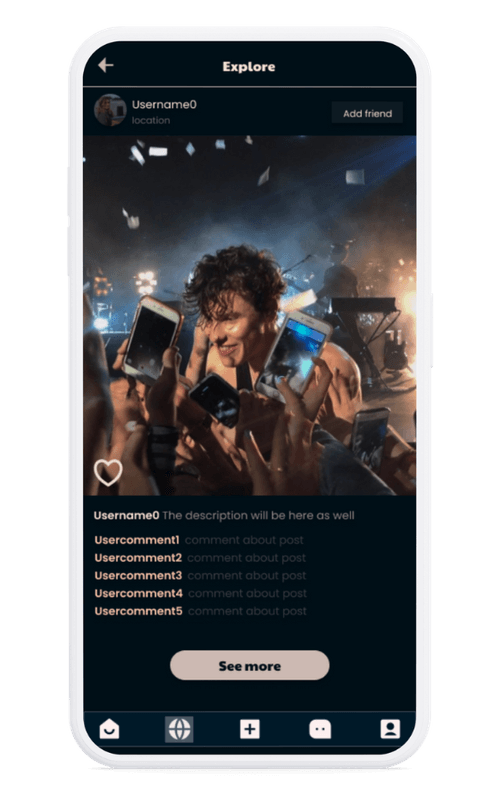 Explore
Username0
location
Add friend
Username0 The description will be here as well
Usercomment1 comment about post
Usercomment2 comment about post
Usercomment3 comment about post
Usercomment4 comment about post
Usercomment5 comment about post
See more